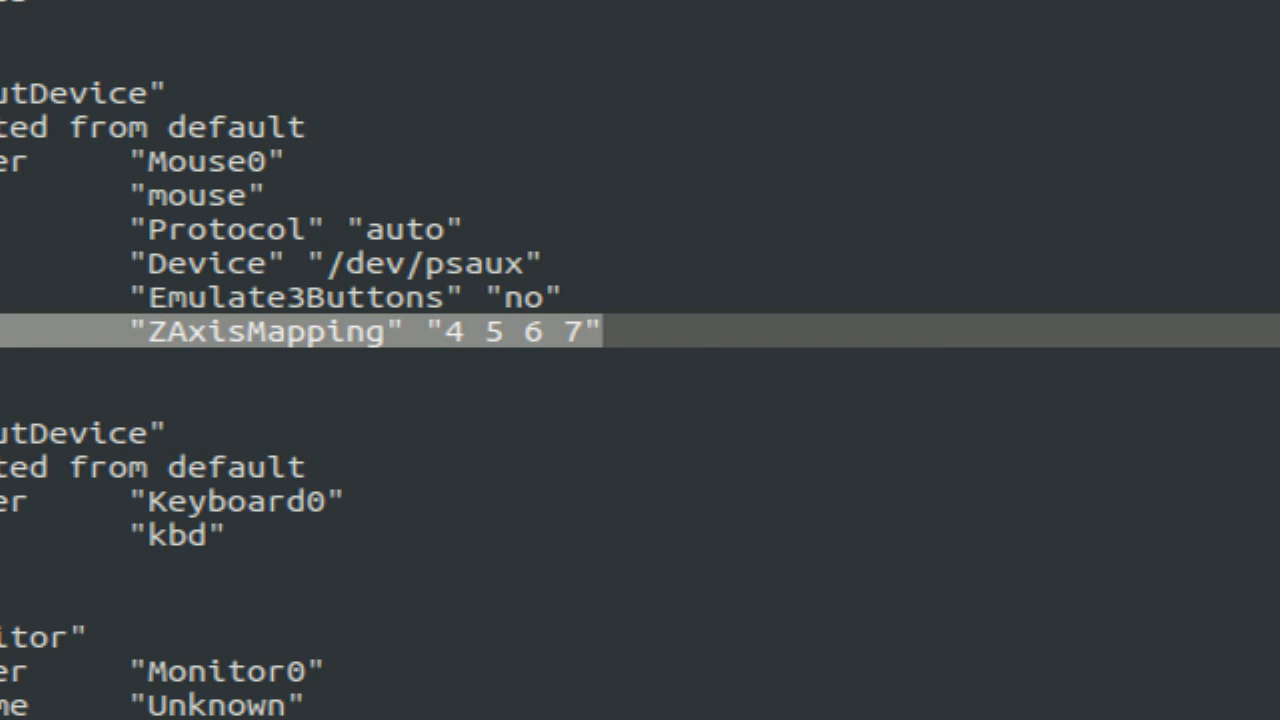 utDevice"
ted from default
er "Mouse0"
"mouse"
"Protocol" "auto"
"Device" "/dev/psaux"
"Emulate3Buttons" "no"
"ZAxisMapping" "4 5 6 7"
utDevice"
ted from default
er "Keyboard0"
"kbd"
itor"
er "Monitor0"
me "Unknown"